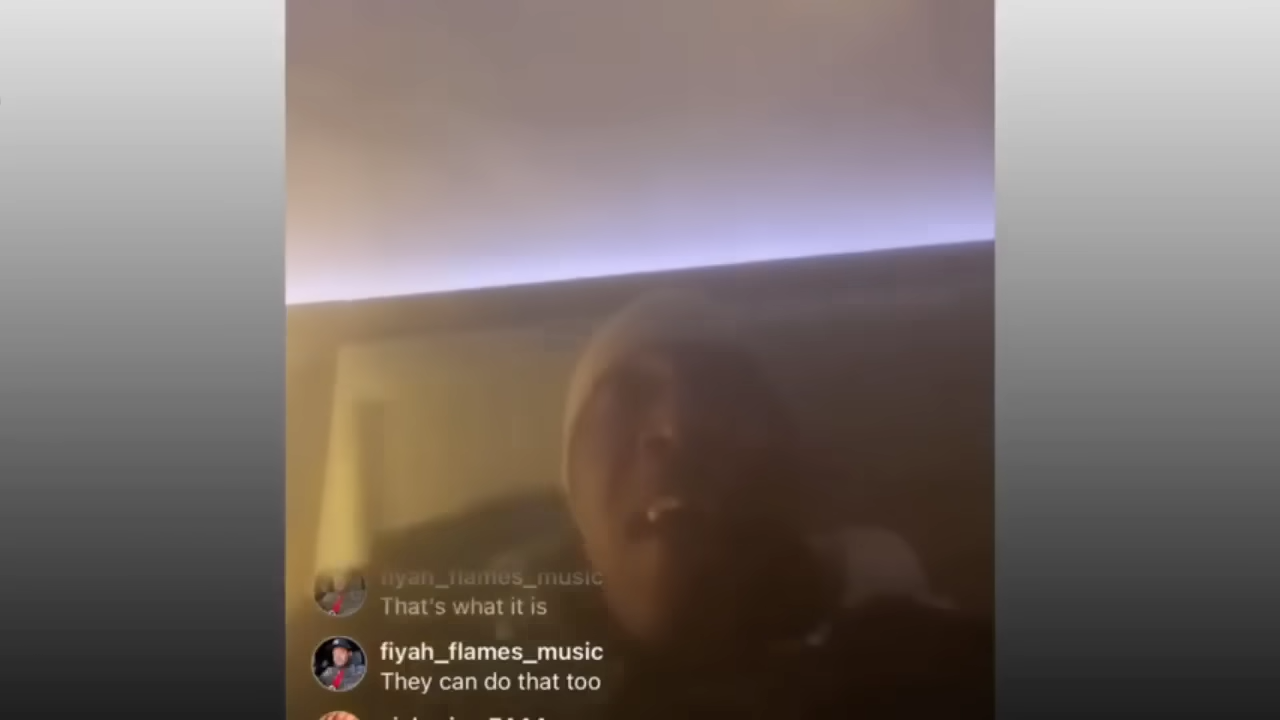 fiyah_flames_music
That's what it is
fiyah_flames_music
They can do that too